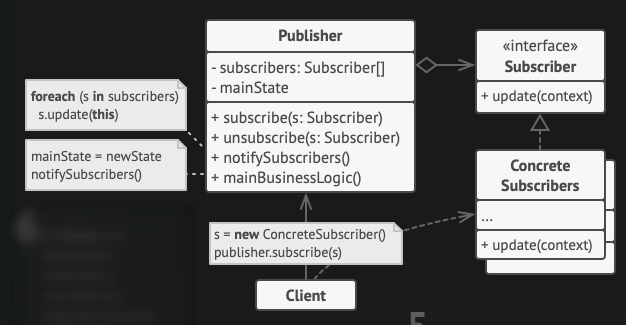 Publisher
- subscribers: Subscriber[]
- mainState
+ subscribe(s: Subscriber)
+ unsubscribe(s: Subscriber)
+ notifySubscribers()
+ mainBusinessLogic()
«interface»
Subscriber
+ update(context)
foreach (s in subscribers)
s.update(this)
mainState = newState
notifySubscribers()
Concrete
Subscribers
...
+ update(context)
s = new ConcreteSubscriber()
publisher.subscribe(s)
Client
6